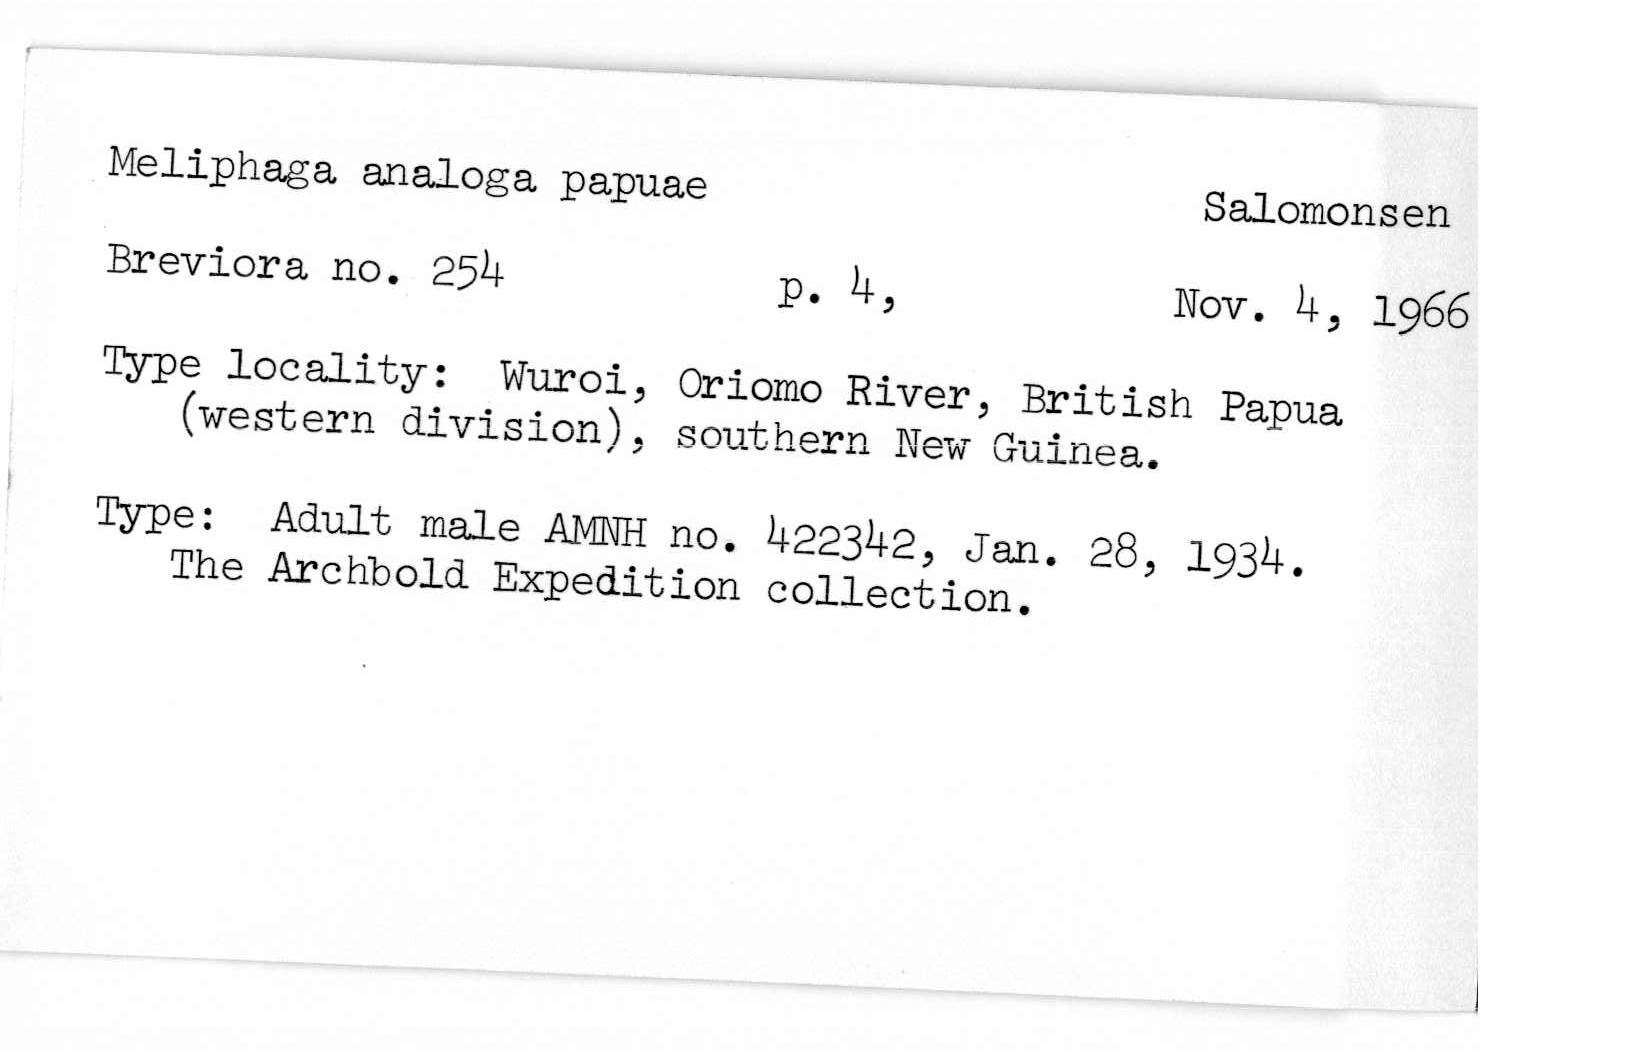 Meliphaga analoga papuae Salomonsen
Breviora no. 254 p. 4, Nov. 4, 1966
Type locality: Wuroi, Oriomo River, British Papua
(western division), southern New Guinea.
Type: Adult male AMNH no. 422342, Jan. 28, 1934.
The Archbold Expedition collection.